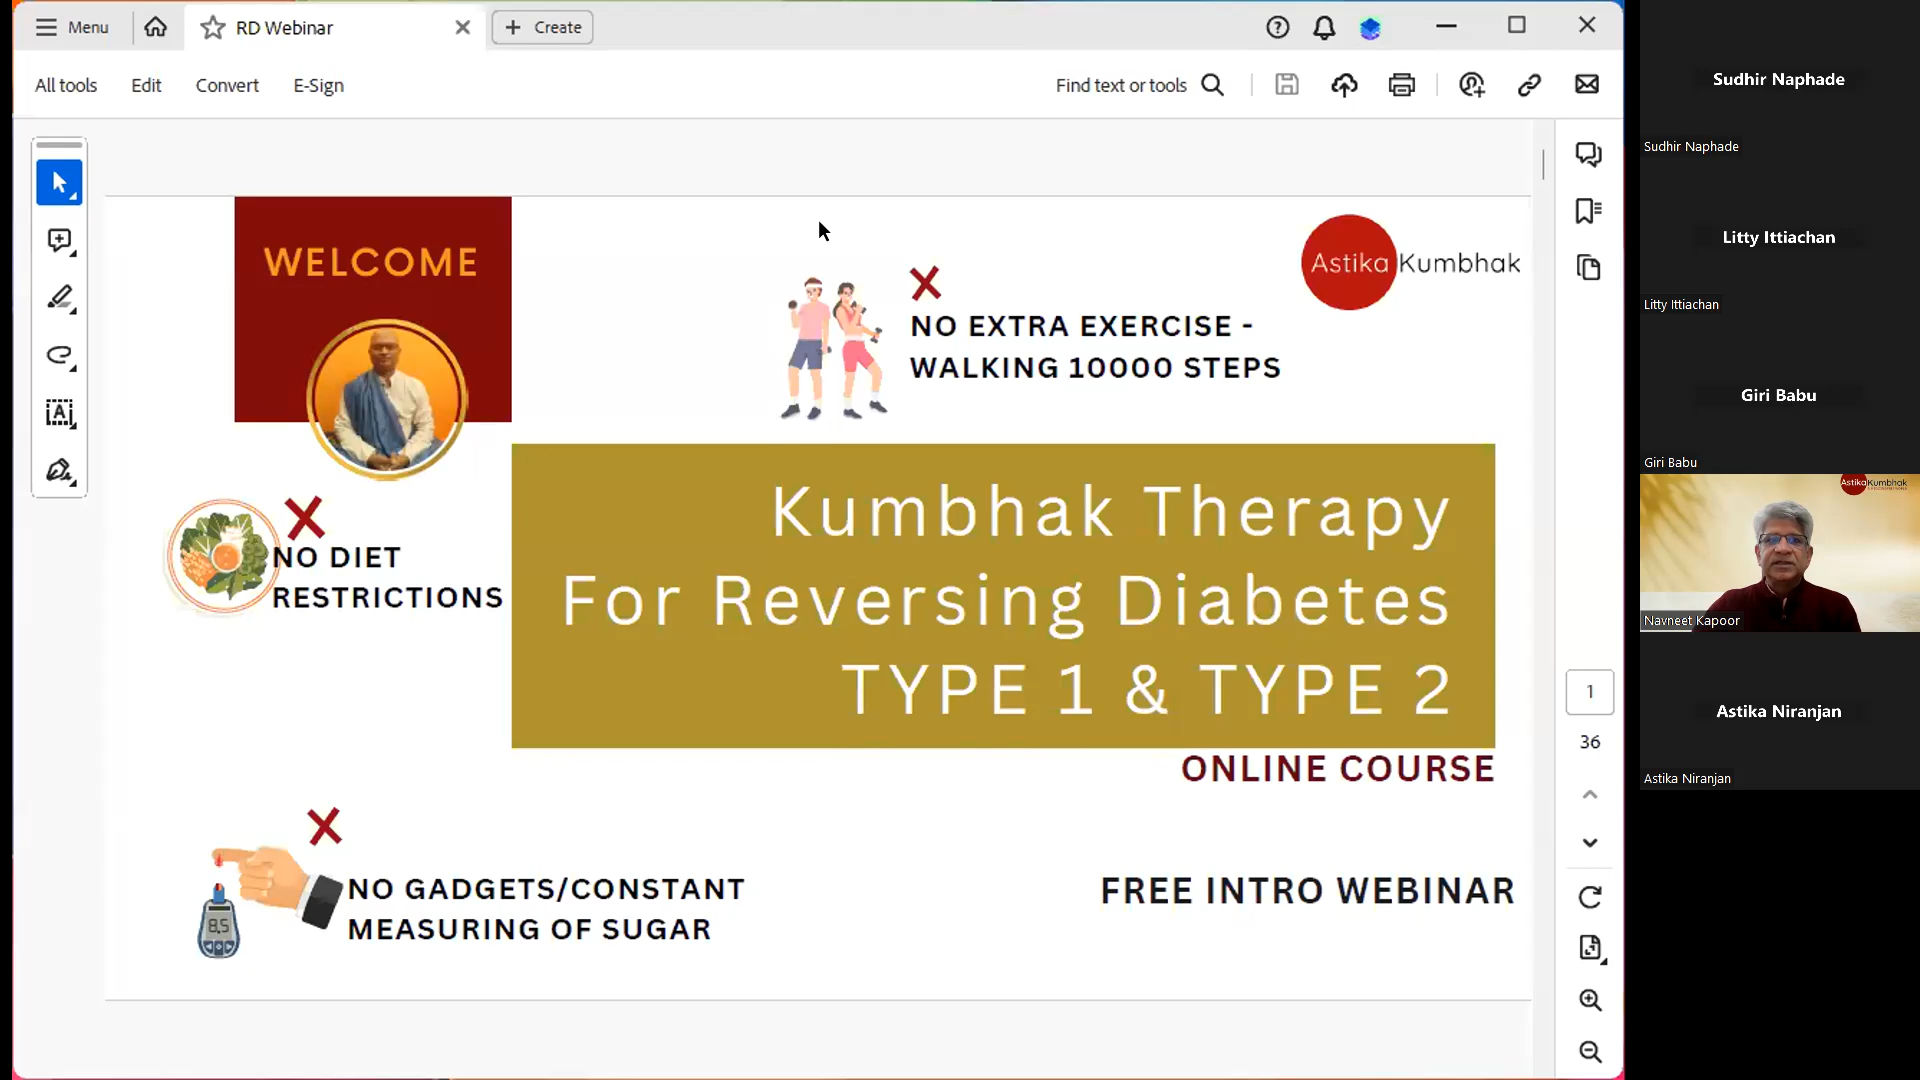 Menu
RD Webinar
Create
All tools
Edit
Convert
E-Sign
Find text or tools
WELCOME
NO EXTRA EXERCISE -
WALKING 10000 STEPS
Astika Kumbhak
NO DIET
RESTRICTIONS
Kumbhak Therapy
For Reversing Diabetes
TYPE 1 & TYPE 2
ONLINE COURSE
8.5
NO GADGETS/CONSTANT
MEASURING OF SUGAR
FREE INTRO WEBINAR
1
36
Sudhir Naphade
Sudhir Naphade
Litty Ittiachan
Litty Ittiachan
Giri Babu
Giri Babu
Astika Kumbhak
Navneet Kapoor
Astika Niranjan
Astika Niranjan